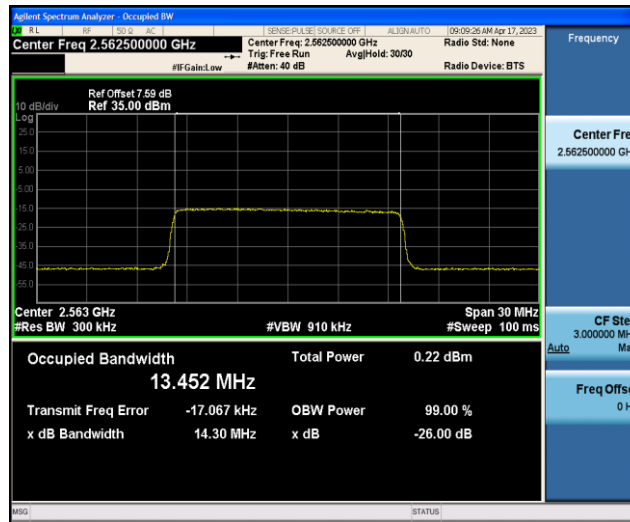 Agilent Spectrum Analyzer - Occupied BW
RL RF 50 Ω AC SENSE:PULSE SOURCE OFF ALIGN AUTO 09:09:26 AM Apr 17, 2023
Center Freq 2.562500000 GHz
Center Freq: 2.562500000 GHz
Radio Std: None
Trig: Free Run Avg|Hold: 30/30
#IFGain:Low
#Atten: 40 dB
Radio Device: BTS
Frequency
Ref Offset 7.59 dB
10 dB/div Ref 35.00 dBm
Log
25.0
15.0
5.00
-5.00
-15.0
-25.0
-35.0
-45.0
-55.0
Center 2.563 GHz Span 30 MHz
#Res BW 300 kHz #VBW 910 kHz #Sweep 100 ms
Occupied Bandwidth Total Power 0.22 dBm
13.452 MHz
Transmit Freq Error -17.067 kHz OBW Power 99.00 %
x dB Bandwidth 14.30 MHz x dB -26.00 dB
Center Fre
2.562500000 GH
CF Ste
3.000000 MH
Auto Ma
Freq Offse
0 H
MSG STATUS